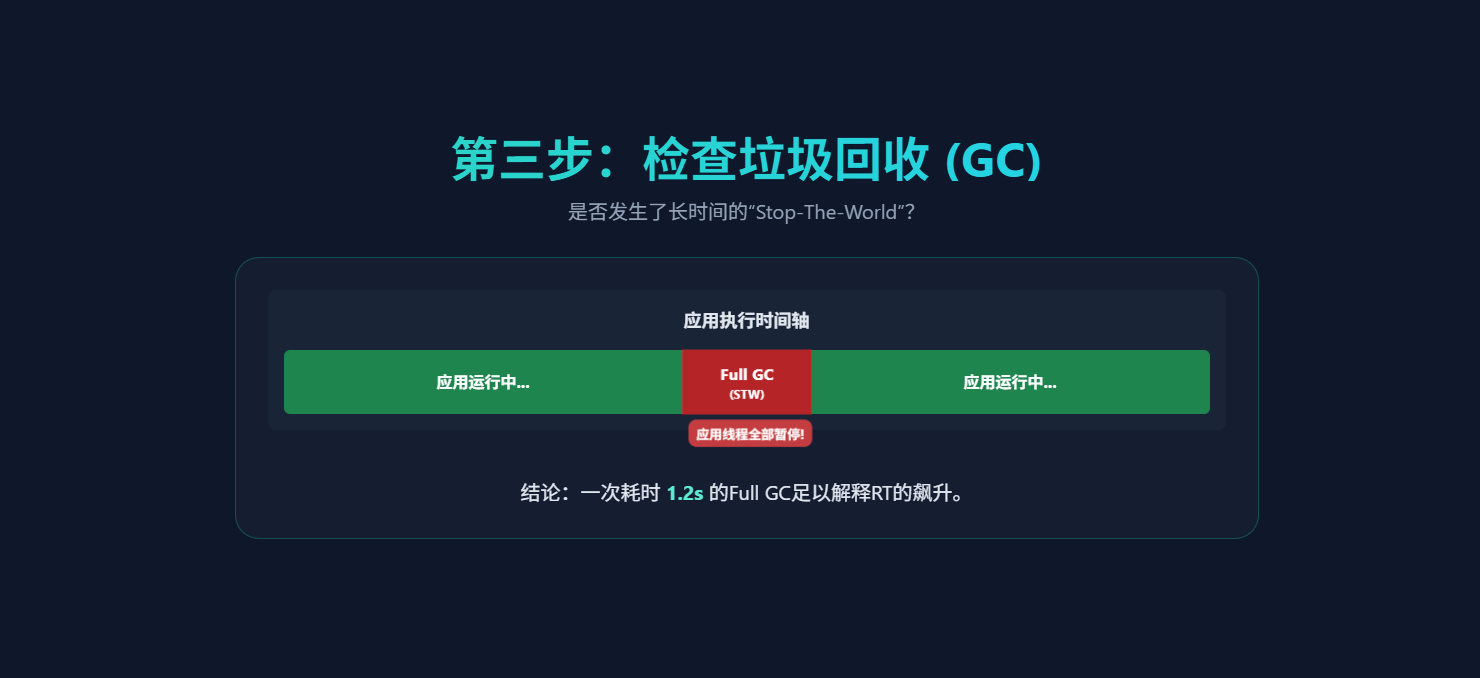 第三步：检查垃圾回收 (GC)
是否发生了长时间的“Stop-The-World”？
应用执行时间轴
应用运行中...
Full GC
(STW)
应用运行中...
应用线程全部暂停!
结论：一次耗时 1.2s 的Full GC足以解释RT的飙升。